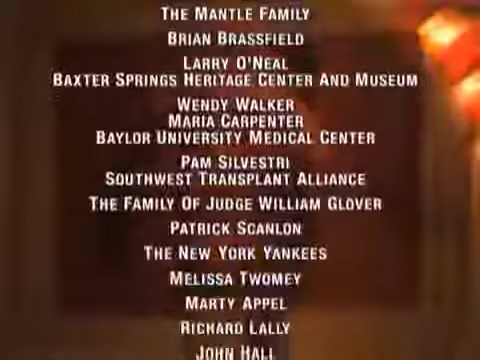 THE MANTLE FAMILY
BRIAN BRASSFIELD
LARRY O'NEAL
BAXTER SPRINGS HERITAGE CENTER AND MUSEUM
WENDY WALKER
MARIA CARPENTER
BAYLOR UNIVERSITY MEDICAL CENTER
PAM SILVESTRI
SOUTHWEST TRANSPLANT ALLIANCE
THE FAMILY OF JUDGE WILLIAM GLOVER
PATRICK SCANLON
THE NEW YORK YANKEES
MELISSA TWOMEY
MARTY APPEL
RICHARD LALLY
JOHN HALL